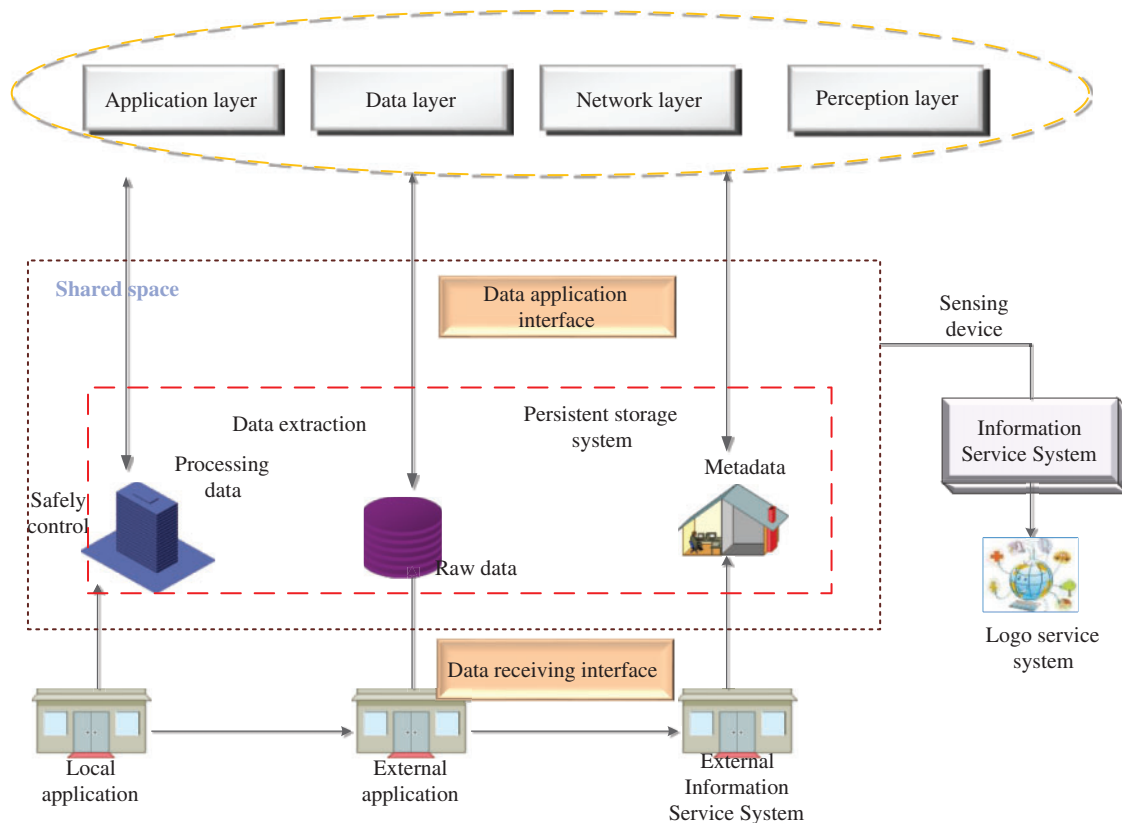 Application layer
Data layer
Network layer
Perception layer
Shared space
Data application
interface
Sensing
device
Data extraction
Persistent storage
system
Information
Service System
Processing
data
Metadata
Safely
control
Raw data
Logo service
system
Data receiving interface
Local
application
External
application
External
Information
Service System